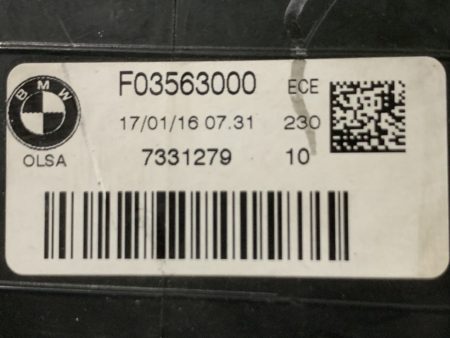 BMW
OLSA
F03563000 ECE
17/01/16 07.31 230
7331279 10